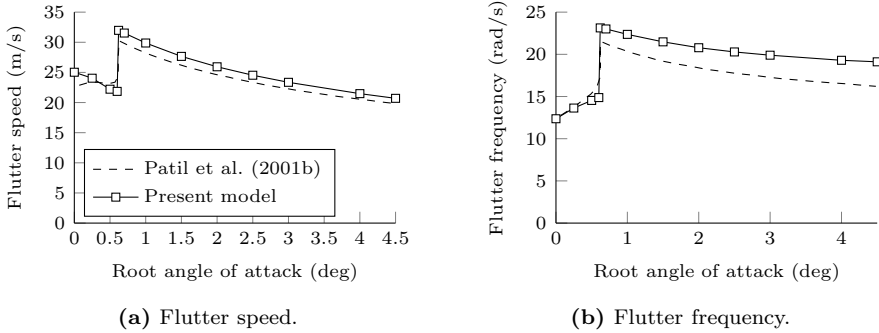 35
30
25
20
15
10
5
0
Flutter speed (m/s)
Patil et al. (2001b)
Present model
0 0.5 1 1.5 2 2.5 3 3.5 4 4.5
Root angle of attack (deg)
(a) Flutter speed.
25
20
15
10
5
0
Flutter frequency (rad/s)
0 1 2 3 4
Root angle of attack (deg)
(b) Flutter frequency.